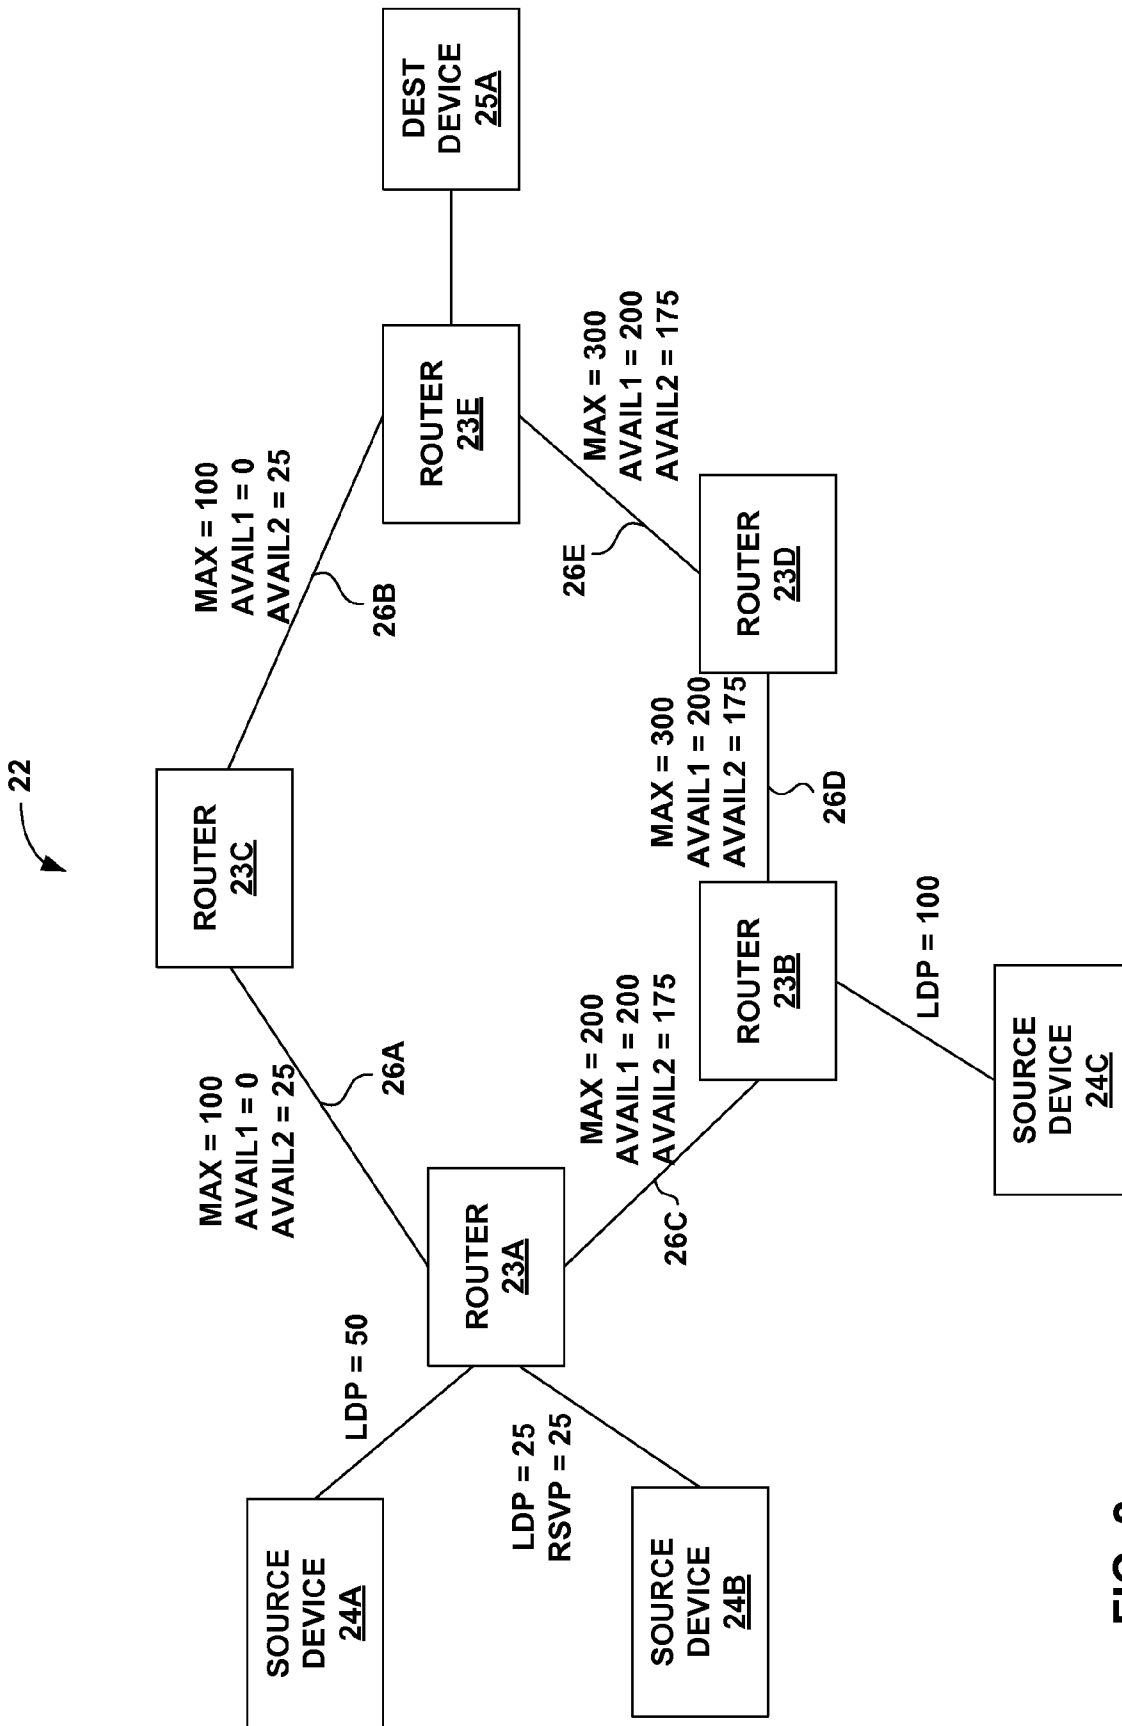 22
ROUTER
23C
MAX = 100
AVAIL1 = 0
AVAIL2 = 25
26A
MAX = 100
AVAIL1 = 0
AVAIL2 = 25
26B
SOURCE
DEVICE
24A
LDP = 50
ROUTER
23A
ROUTER
23E
DEST
DEVICE
25A
LDP = 25
RSVP = 25
SOURCE
DEVICE
24B
26C
MAX = 200
AVAIL1 = 200
AVAIL2 = 175
26E
MAX = 300
AVAIL1 = 200
AVAIL2 = 175
MAX = 300
AVAIL1 = 200
AVAIL2 = 175
26D
ROUTER
23B
ROUTER
23D
LDP = 100
SOURCE
DEVICE
24C
FIG.